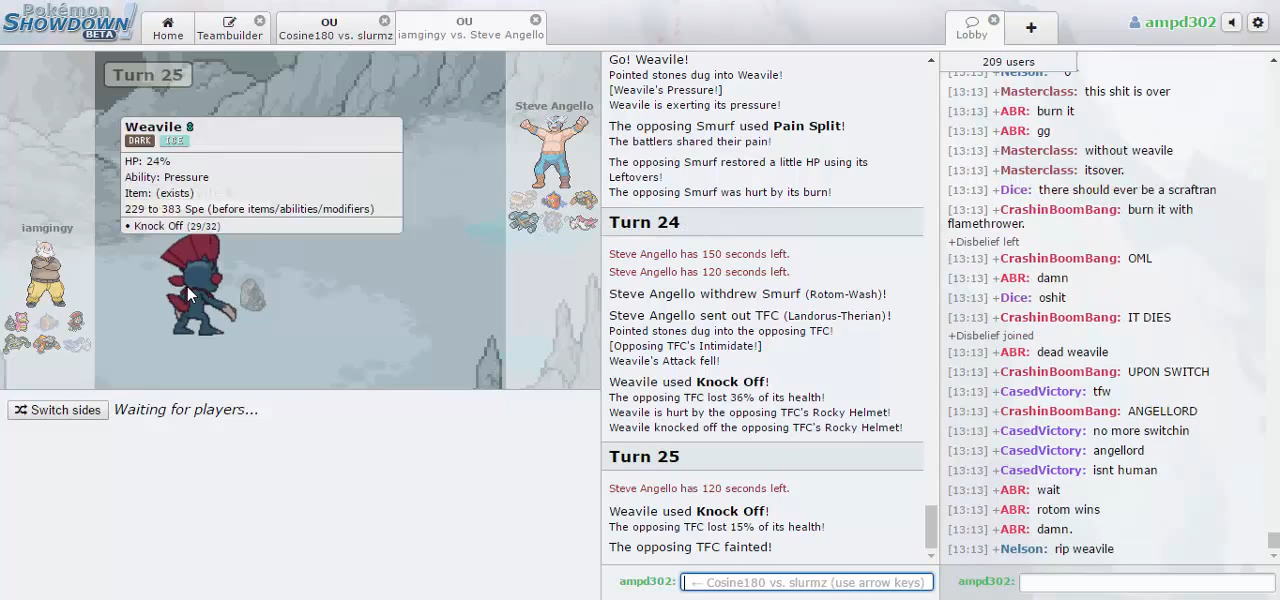 Pokémon
Showdown!
BETA
Home
Teambuilder
OU
Cosine180 vs. slurmz
OU
iamgingy vs. Steve Angello
Lobby
ampd302
Turn 25
Weavile
DARK ICE
HP: 24%
Ability: Pressure
Item: (exists)
229 to 383 Spe (before items/abilities/modifiers)
• Knock Off (29/32)
iamgingy
Steve Angello
Switch sides
Waiting for players...
Go! Weavile!
Pointed stones dug into Weavile!
[Weavile's Pressure!]
Weavile is exerting its pressure!
The opposing Smurf used Pain Split!
The battlers shared their pain!
The opposing Smurf restored a little HP using its
Leftovers!
The opposing Smurf was hurt by its burn!
Turn 24
Steve Angello has 150 seconds left.
Steve Angello has 120 seconds left.
Steve Angello withdrew Smurf (Rotom-Wash)!
Steve Angello sent out TFC (Landorus-Therian)!
Pointed stones dug into the opposing TFC!
[Opposing TFC's Intimidate!]
Weavile's Attack fell!
Weavile used Knock Off!
The opposing TFC lost 36% of its health!
Weavile is hurt by the opposing TFC's Rocky Helmet!
Weavile knocked off the opposing TFC's Rocky Helmet!
Turn 25
Steve Angello has 120 seconds left.
Weavile used Knock Off!
The opposing TFC lost 15% of its health!
The opposing TFC fainted!
ampd302: ← Cosine180 vs. slurmz (use arrow keys)
209 users
[13:13] +Nelson: o
[13:13] +Masterclass: this shit is over
[13:13] +ABR: burn it
[13:13] +ABR: gg
[13:13] +Masterclass: without weavile
[13:13] +Masterclass: itsover.
[13:13] +Dice: there should ever be a scraftran
[13:13] +CrashinBoomBang: burn it with
flamethrower.
+Disbelief left
[13:13] +CrashinBoomBang: OML
[13:13] +ABR: damn
[13:13] +Dice: oshit
[13:13] +CrashinBoomBang: IT DIES
+Disbelief joined
[13:13] +ABR: dead weavile
[13:13] +CrashinBoomBang: UPON SWITCH
[13:13] +CasedVictory: tfw
[13:13] +CrashinBoomBang: ANGELLORD
[13:13] +CasedVictory: no more switchin
[13:13] +CasedVictory: angellord
[13:13] +CasedVictory: isnt human
[13:13] +ABR: wait
[13:13] +ABR: rotom wins
[13:13] +ABR: damn.
[13:13] +Nelson: rip weavile
ampd302: